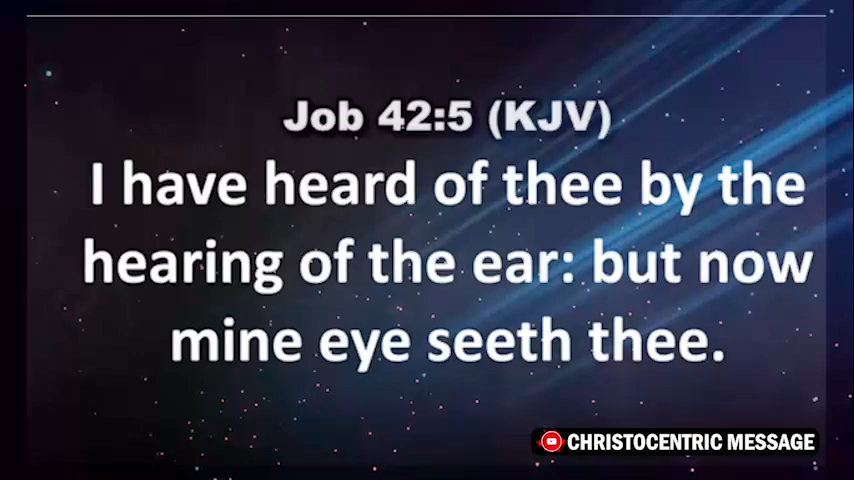 Job 42:5 (KJV)
I have heard of thee by the
hearing of the ear: but now
mine eye seeth thee.
CHRISTOCENTRIC MESSAGE